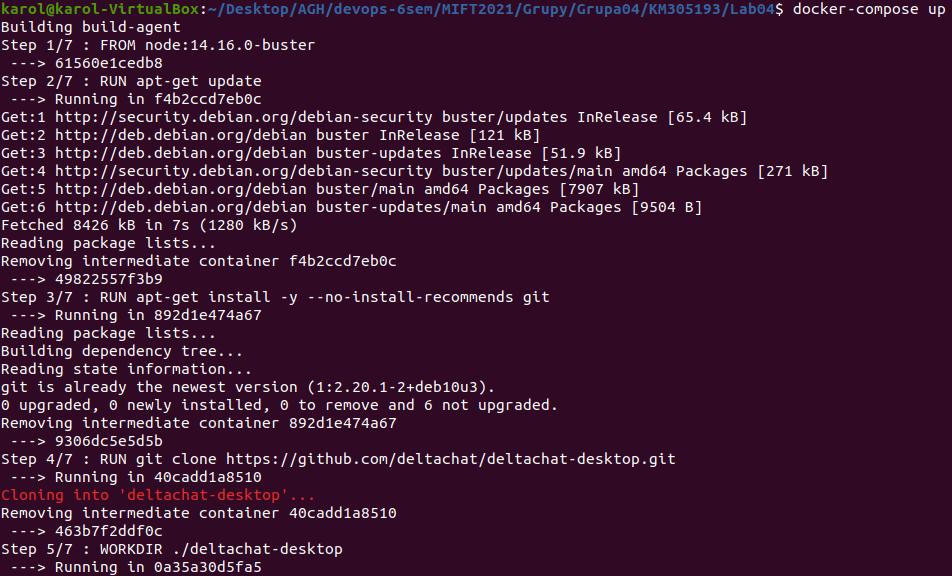 karol@karol-VirtualBox:~/Desktop/AGH/devops-6sem/MIFT2021/Grupy/Grupa04/KM305193/Lab04$ docker-compose up
Building build-agent
Step 1/7 : FROM node:14.16.0-buster
 ---> 61560e1cedb8
Step 2/7 : RUN apt-get update
 ---> Running in f4b2ccd7eb0c
Get:1 http://security.debian.org/debian-security buster/updates InRelease [65.4 kB]
Get:2 http://deb.debian.org/debian buster InRelease [121 kB]
Get:3 http://deb.debian.org/debian buster-updates InRelease [51.9 kB]
Get:4 http://security.debian.org/debian-security buster/updates/main amd64 Packages [271 kB]
Get:5 http://deb.debian.org/debian buster/main amd64 Packages [7907 kB]
Get:6 http://deb.debian.org/debian buster-updates/main amd64 Packages [9504 B]
Fetched 8426 kB in 7s (1280 kB/s)
Reading package lists...
Removing intermediate container f4b2ccd7eb0c
 ---> 49822557f3b9
Step 3/7 : RUN apt-get install -y --no-install-recommends git
 ---> Running in 892d1e474a67
Reading package lists...
Building dependency tree...
Reading state information...
git is already the newest version (1:2.20.1-2+deb10u3).
0 upgraded, 0 newly installed, 0 to remove and 6 not upgraded.
Removing intermediate container 892d1e474a67
 ---> 9306dc5e5d5b
Step 4/7 : RUN git clone https://github.com/deltachat/deltachat-desktop.git
 ---> Running in 40cadd1a8510
Cloning into 'deltachat-desktop'...
Removing intermediate container 40cadd1a8510
 ---> 463b7f2ddf0c
Step 5/7 : WORKDIR ./deltachat-desktop
 ---> Running in 0a35a30d5fa5